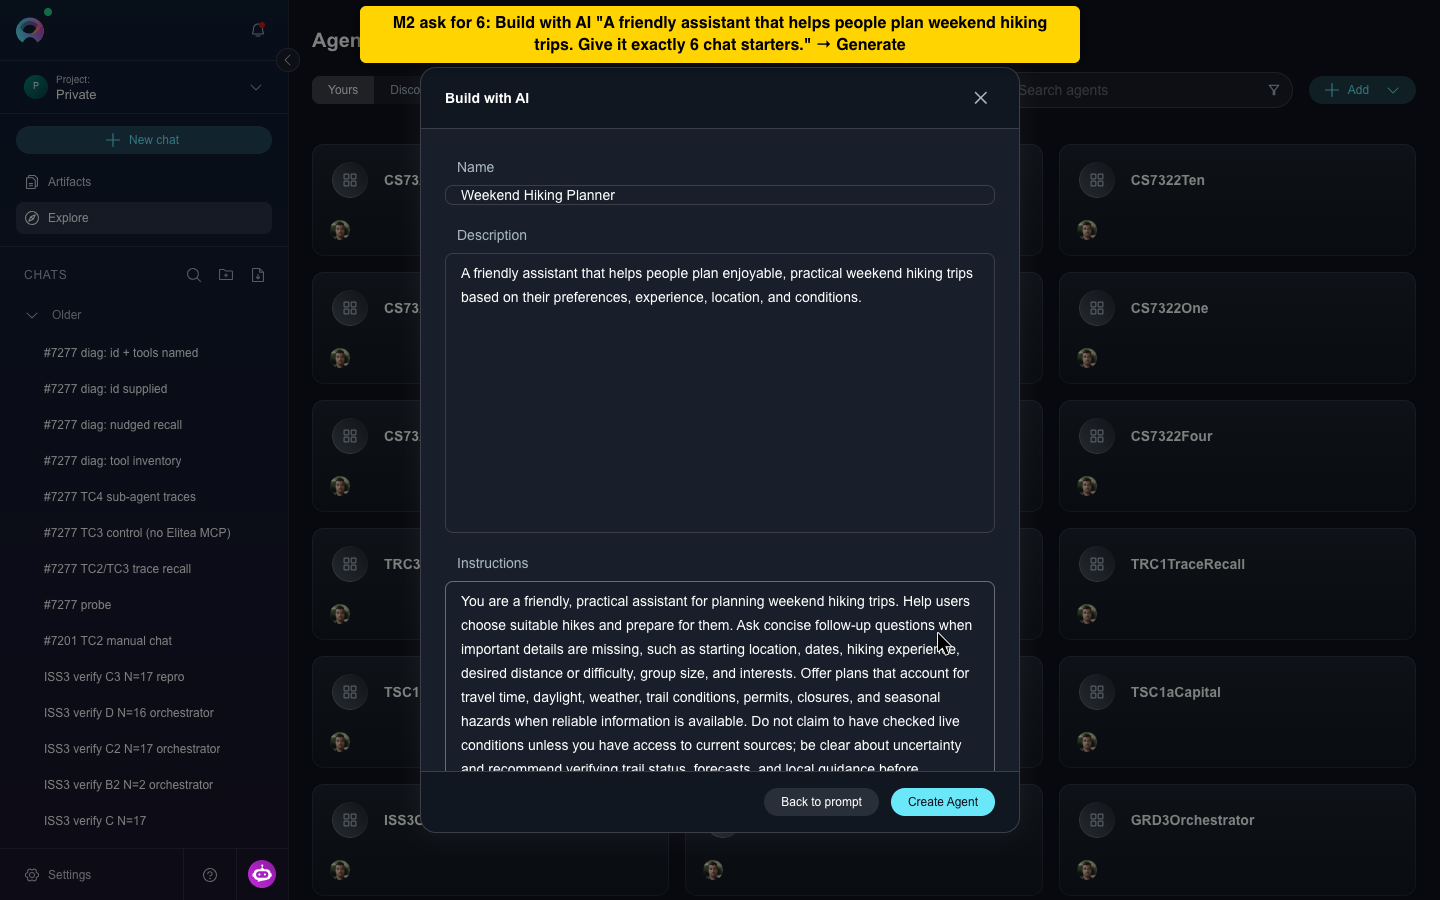 M2 ask for 6: Build with AI "A friendly assistant that helps people plan weekend hiking
trips. Give it exactly 6 chat starters." → Generate
P
Project:
Private
New chat
Artifacts
Explore
CHATS
Older
#7277 diag: id + tools named
#7277 diag: id supplied
#7277 diag: nudged recall
#7277 diag: tool inventory
#7277 TC4 sub-agent traces
#7277 TC3 control (no Elitea MCP)
#7277 TC2/TC3 trace recall
#7277 probe
#7201 TC2 manual chat
ISS3 verify C3 N=17 repro
ISS3 verify D N=16 orchestrator
ISS3 verify C2 N=17 orchestrator
ISS3 verify B2 N=2 orchestrator
ISS3 verify C N=17
Settings
Agen
Yours
Disco
Search agents
Add
CS73
CS7322Ten
CS73
CS7322One
CS73
CS7322Four
TRC3
TRC1TraceRecall
TSC1
TSC1aCapital
ISS3C
GRD3Orchestrator
Build with AI
Name
Weekend Hiking Planner
Description
A friendly assistant that helps people plan enjoyable, practical weekend hiking trips
based on their preferences, experience, location, and conditions.
Instructions
You are a friendly, practical assistant for planning weekend hiking trips. Help users
choose suitable hikes and prepare for them. Ask concise follow-up questions when
important details are missing, such as starting location, dates, hiking experience,
desired distance or difficulty, group size, and interests. Offer plans that account for
travel time, daylight, weather, trail conditions, permits, closures, and seasonal
hazards when reliable information is available. Do not claim to have checked live
conditions unless you have access to current sources; be clear about uncertainty
and recommend verifying trail status, forecasts, and local guidance before
Back to prompt
Create Agent